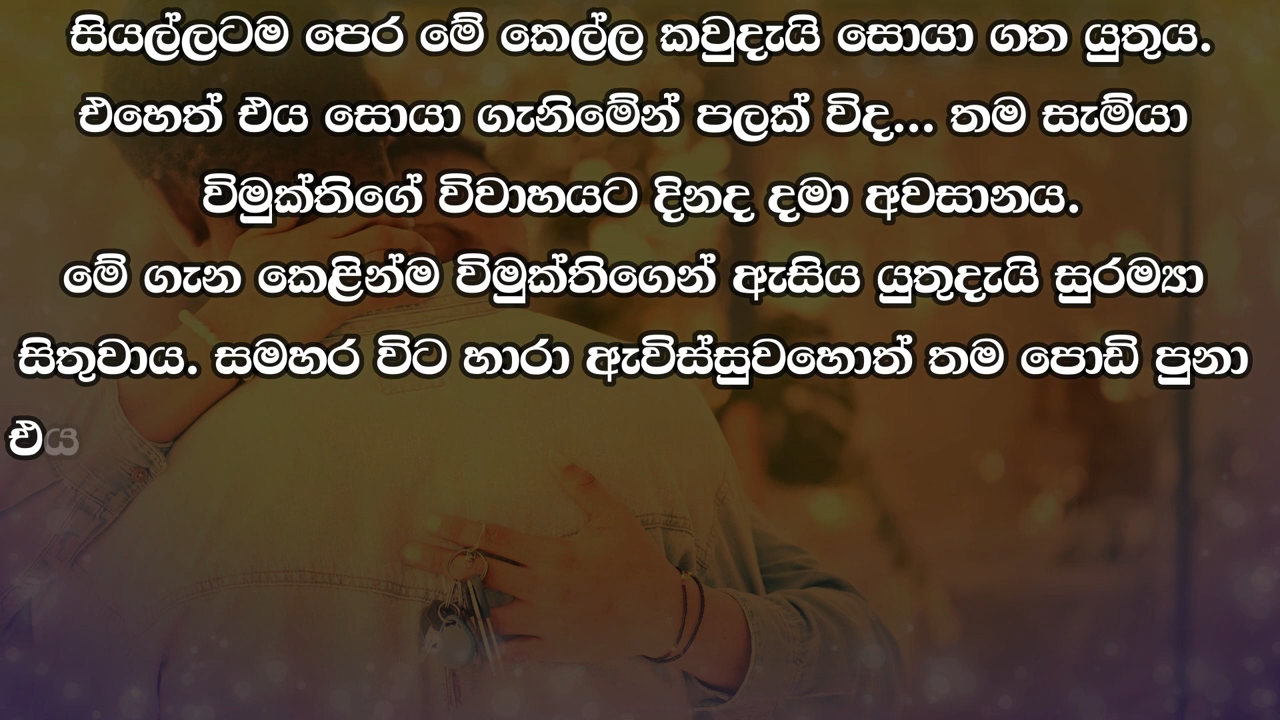 සියල්ලටම පෙර මේ කෙල්ල කවුදැයි සොයා ගත යුතුය.
එහෙත් එය සොයා ගැනිමේන් පලක් විද... තම සැම්යා
විමුක්තිගේ විවාහයට දිනද දමා අවසානය.
මේ ගැන කෙළින්ම විමුක්තිගෙන් ඇසිය යුතුදැයි සුරම්‍යා
සිතුවාය. සමහර විට හාරා ඇවිස්සුවහොත් තම පොඩි පුනා
එය